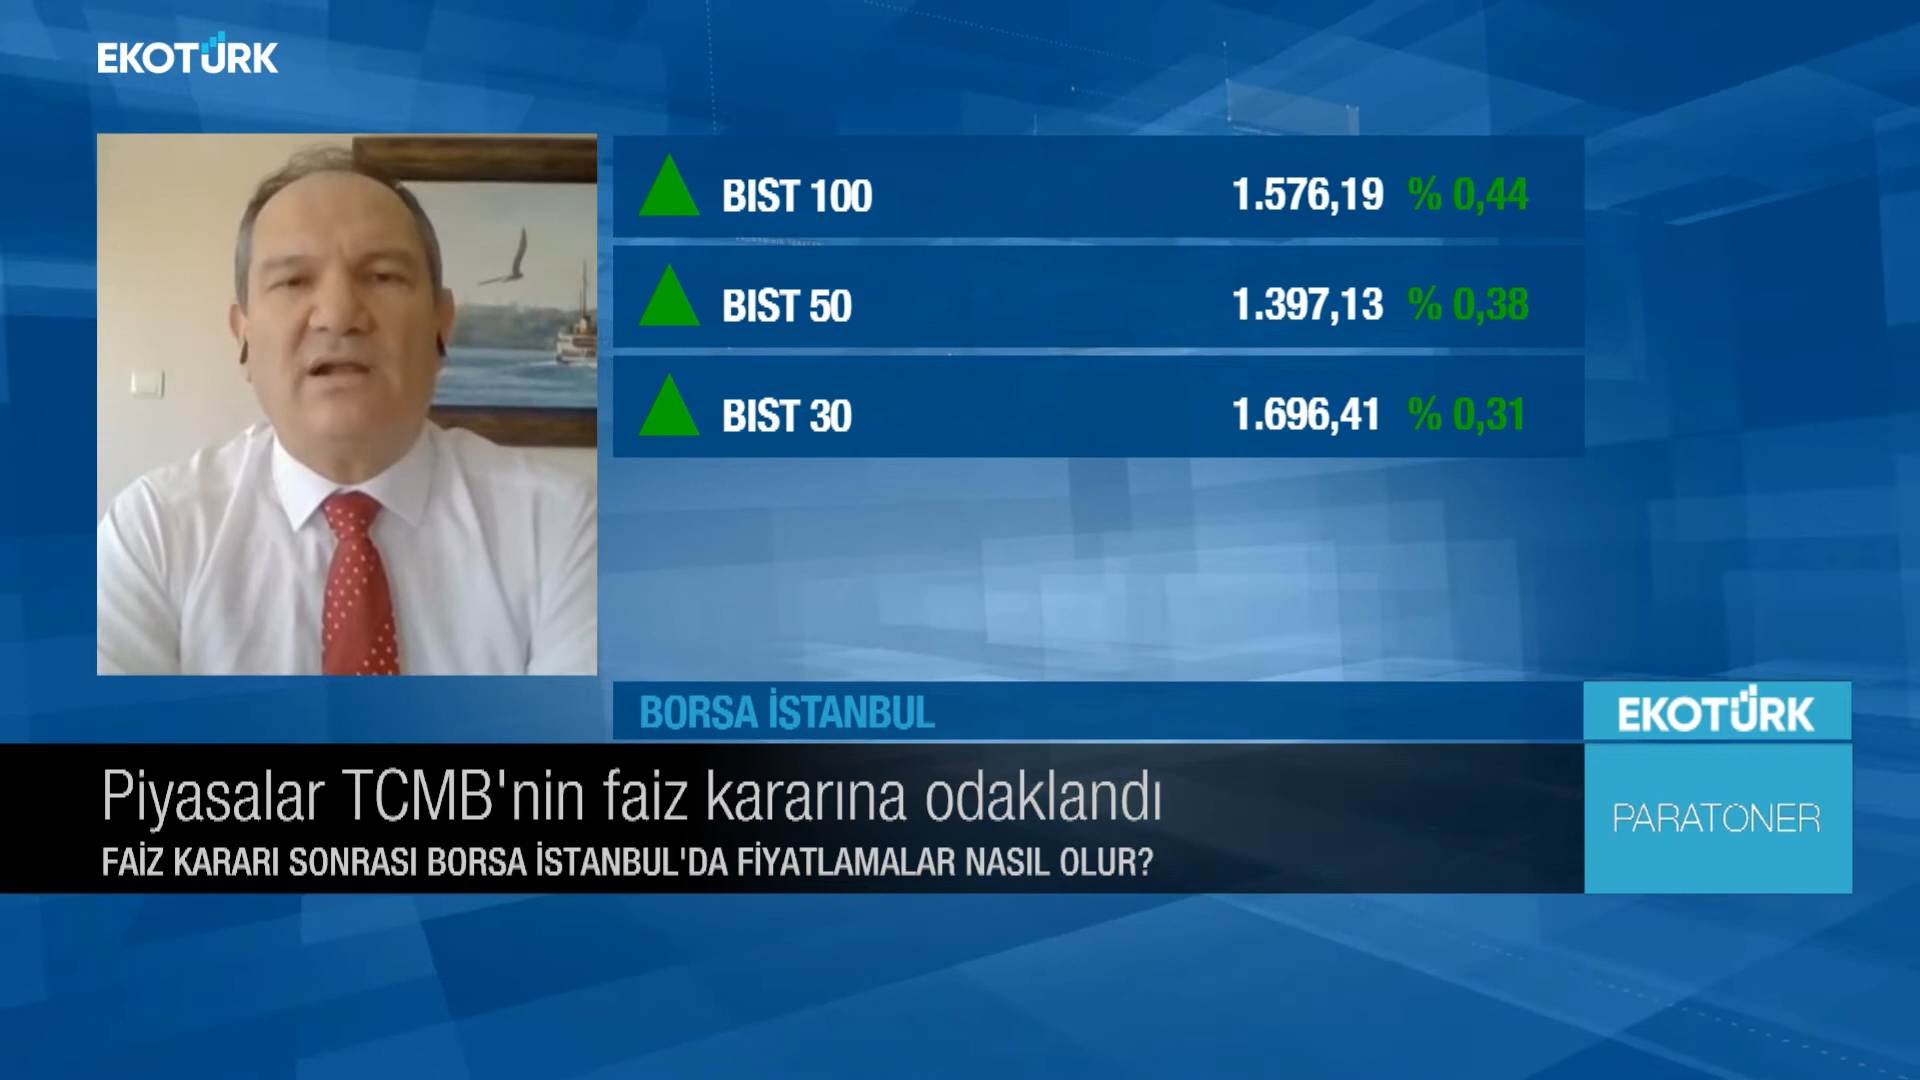 EKOTÜRK
BIST 100 1.576,19 % 0,44
BIST 50 1.397,13 % 0,38
BIST 30 1.696,41 % 0,31
BORSA İSTANBUL
EKOTÜRK
Piyasalar TCMB'nin faiz kararına odaklandı
FAİZ KARARI SONRASI BORSA İSTANBUL'DA FİYATLAMALAR NASIL OLUR?
PARATONER